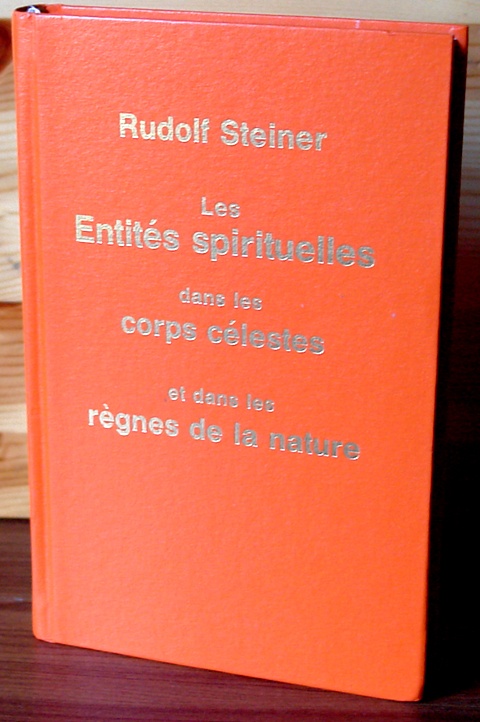 Rudolf Steiner
Les
Entités spirituelles
dans les
corps célestes
et dans les
règnes de la nature